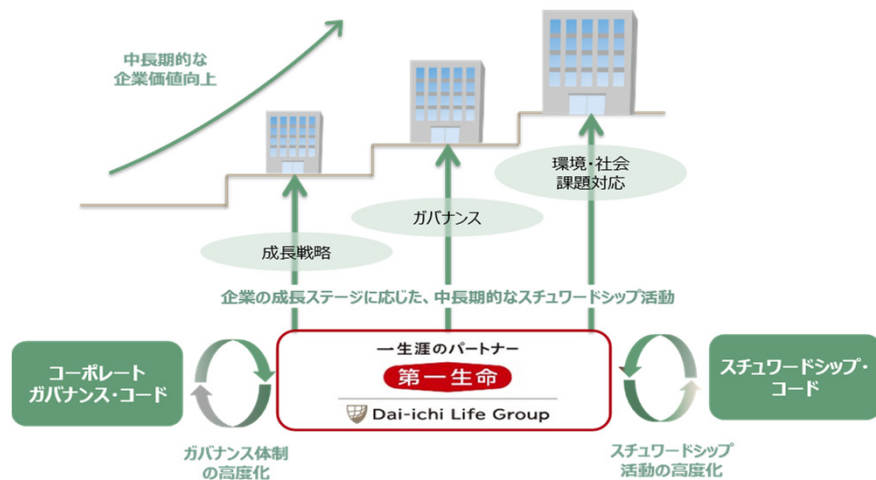 中長期的な
企業価値向上
環境・社会
課題対応
ガバナンス
成長戦略
企業の成長ステージに応じた、中長期的なスチュワードシップ活動
コーポレート
ガバナンス・コード
一生涯のパートナー
第一生命
Dai-ichi Life Group
スチュワードシップ・
コード
ガバナンス体制
の高度化
スチュワードシップ
活動の高度化